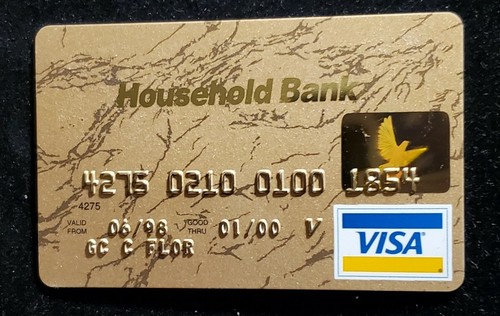 Household Bank
4275 0210 0100 1854
4275
VALID FROM 06/98 GOOD THRU 01/00 V
GC C FLOR
VISA